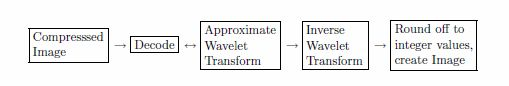 Compresssed
Image
→ Decode ↔
Approximate
Wavelet
Transform
→
Inverse
Wavelet
Transform
→
Round off to
integer values,
create Image